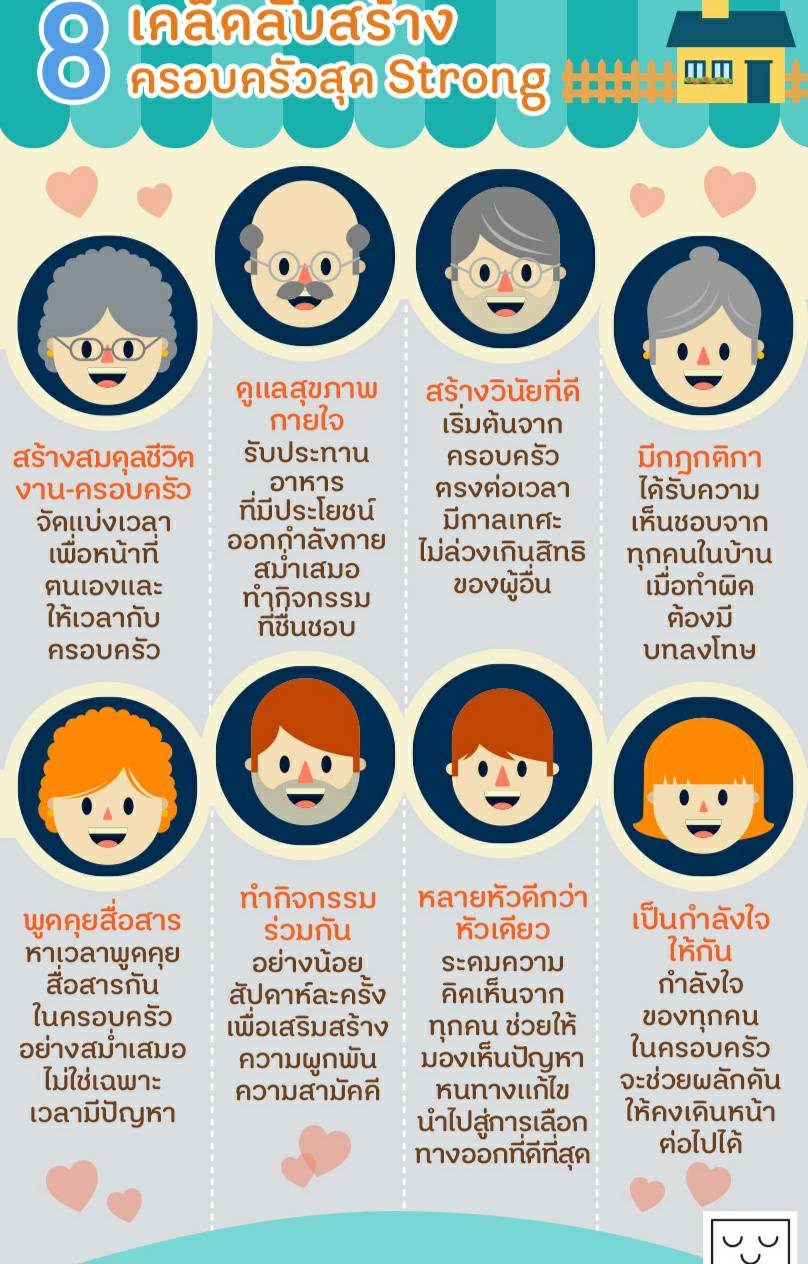 8 เคล็ดลับสร้าง
ครอบครัวสุด Strong
สร้างสมดุลชีวิต
งาน-ครอบครัว
จัดแบ่งเวลา
เพื่อหน้าที่
ตนเองและ
ให้เวลากับ
ครอบครัว
ดูแลสุขภาพ
กายใจ
รับประทาน
อาหาร
ที่มีประโยชน์
ออกกำลังกาย
สม่ำเสมอ
ทำกิจกรรม
ที่ชื่นชอบ
สร้างวินัยที่ดี
เริ่มต้นจาก
ครอบครัว
ตรงต่อเวลา
มีกาลเทศะ
ไม่ล่วงเกินสิทธิ
ของผู้อื่น
มีกฎกติกา
ได้รับความ
เห็นชอบจาก
ทุกคนในบ้าน
เมื่อทำผิด
ต้องมี
บทลงโทษ
พูดคุยสื่อสาร
หาเวลาพูดคุย
สื่อสารกัน
ในครอบครัว
อย่างสม่ำเสมอ
ไม่ใช่เฉพาะ
เวลามีปัญหา
ทำกิจกรรม
ร่วมกัน
อย่างน้อย
สัปดาห์ละครั้ง
เพื่อเสริมสร้าง
ความผูกพัน
ความสามัคคี
หลายหัวดีกว่า
หัวเดียว
ระดมความ
คิดเห็นจาก
ทุกคน ช่วยให้
มองเห็นปัญหา
หนทางแก้ไข
นำไปสู่การเลือก
ทางออกที่ดีที่สุด
เป็นกำลังใจ
ให้กัน
กำลังใจ
ของทุกคน
ในครอบครัว
จะช่วยผลักดัน
ให้คงเดินหน้า
ต่อไปได้